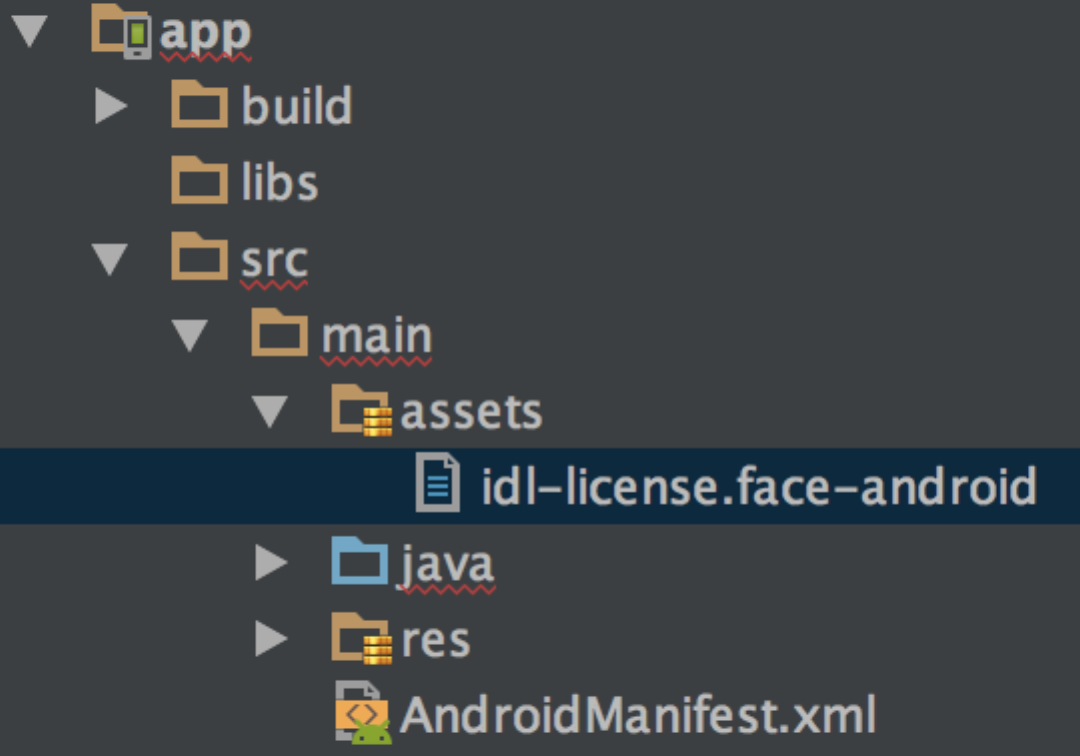 app
build
libs
src
main
assets
idl-license.face-android
java
res
AndroidManifest.xml